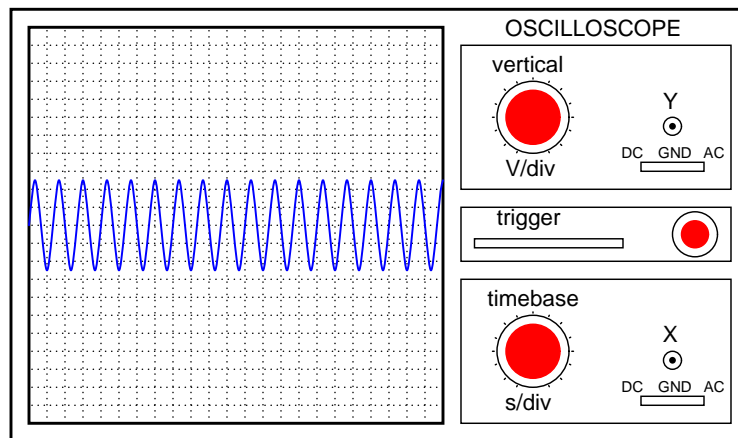 OSCILLOSCOPE
vertical
Y
DC GND AC
V/div
trigger
timebase
X
DC GND AC
s/div